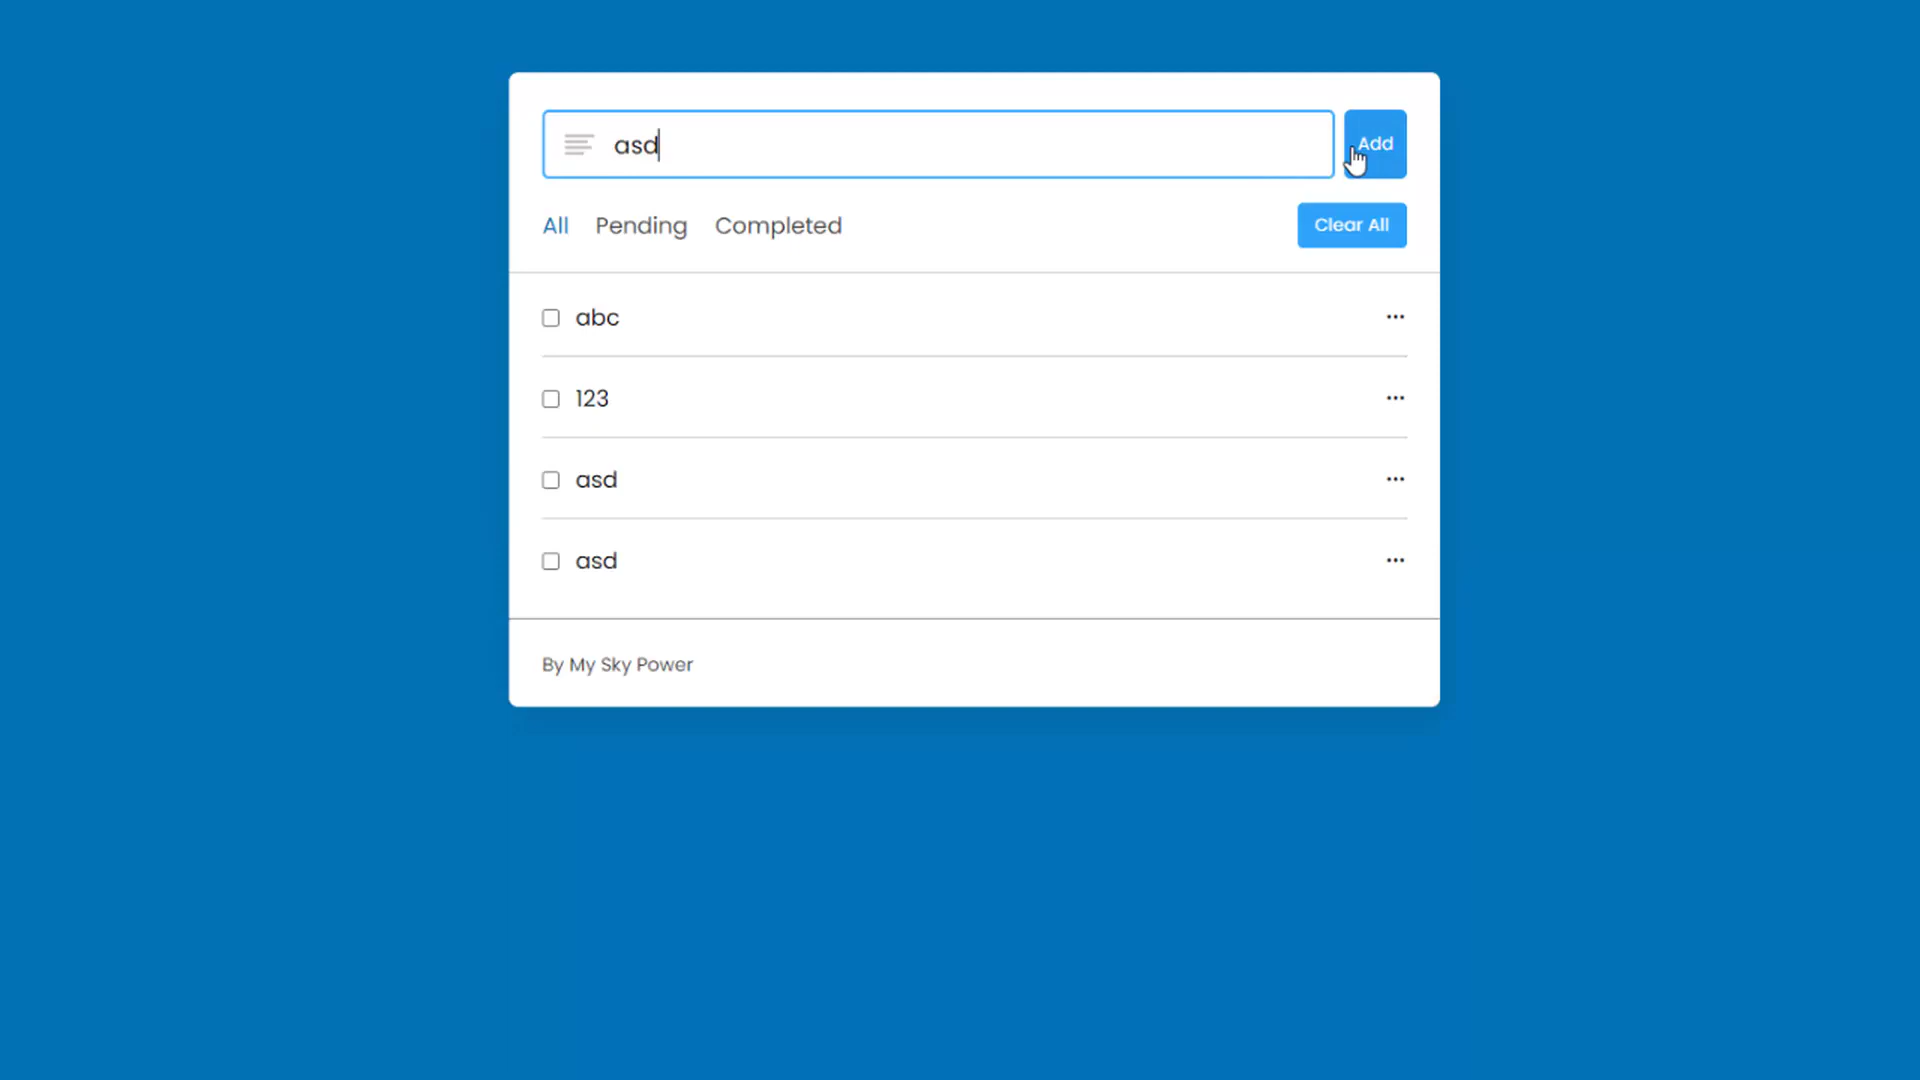 asd Add
All Pending Completed Clear All
abc
123
asd
asd
By My Sky Power